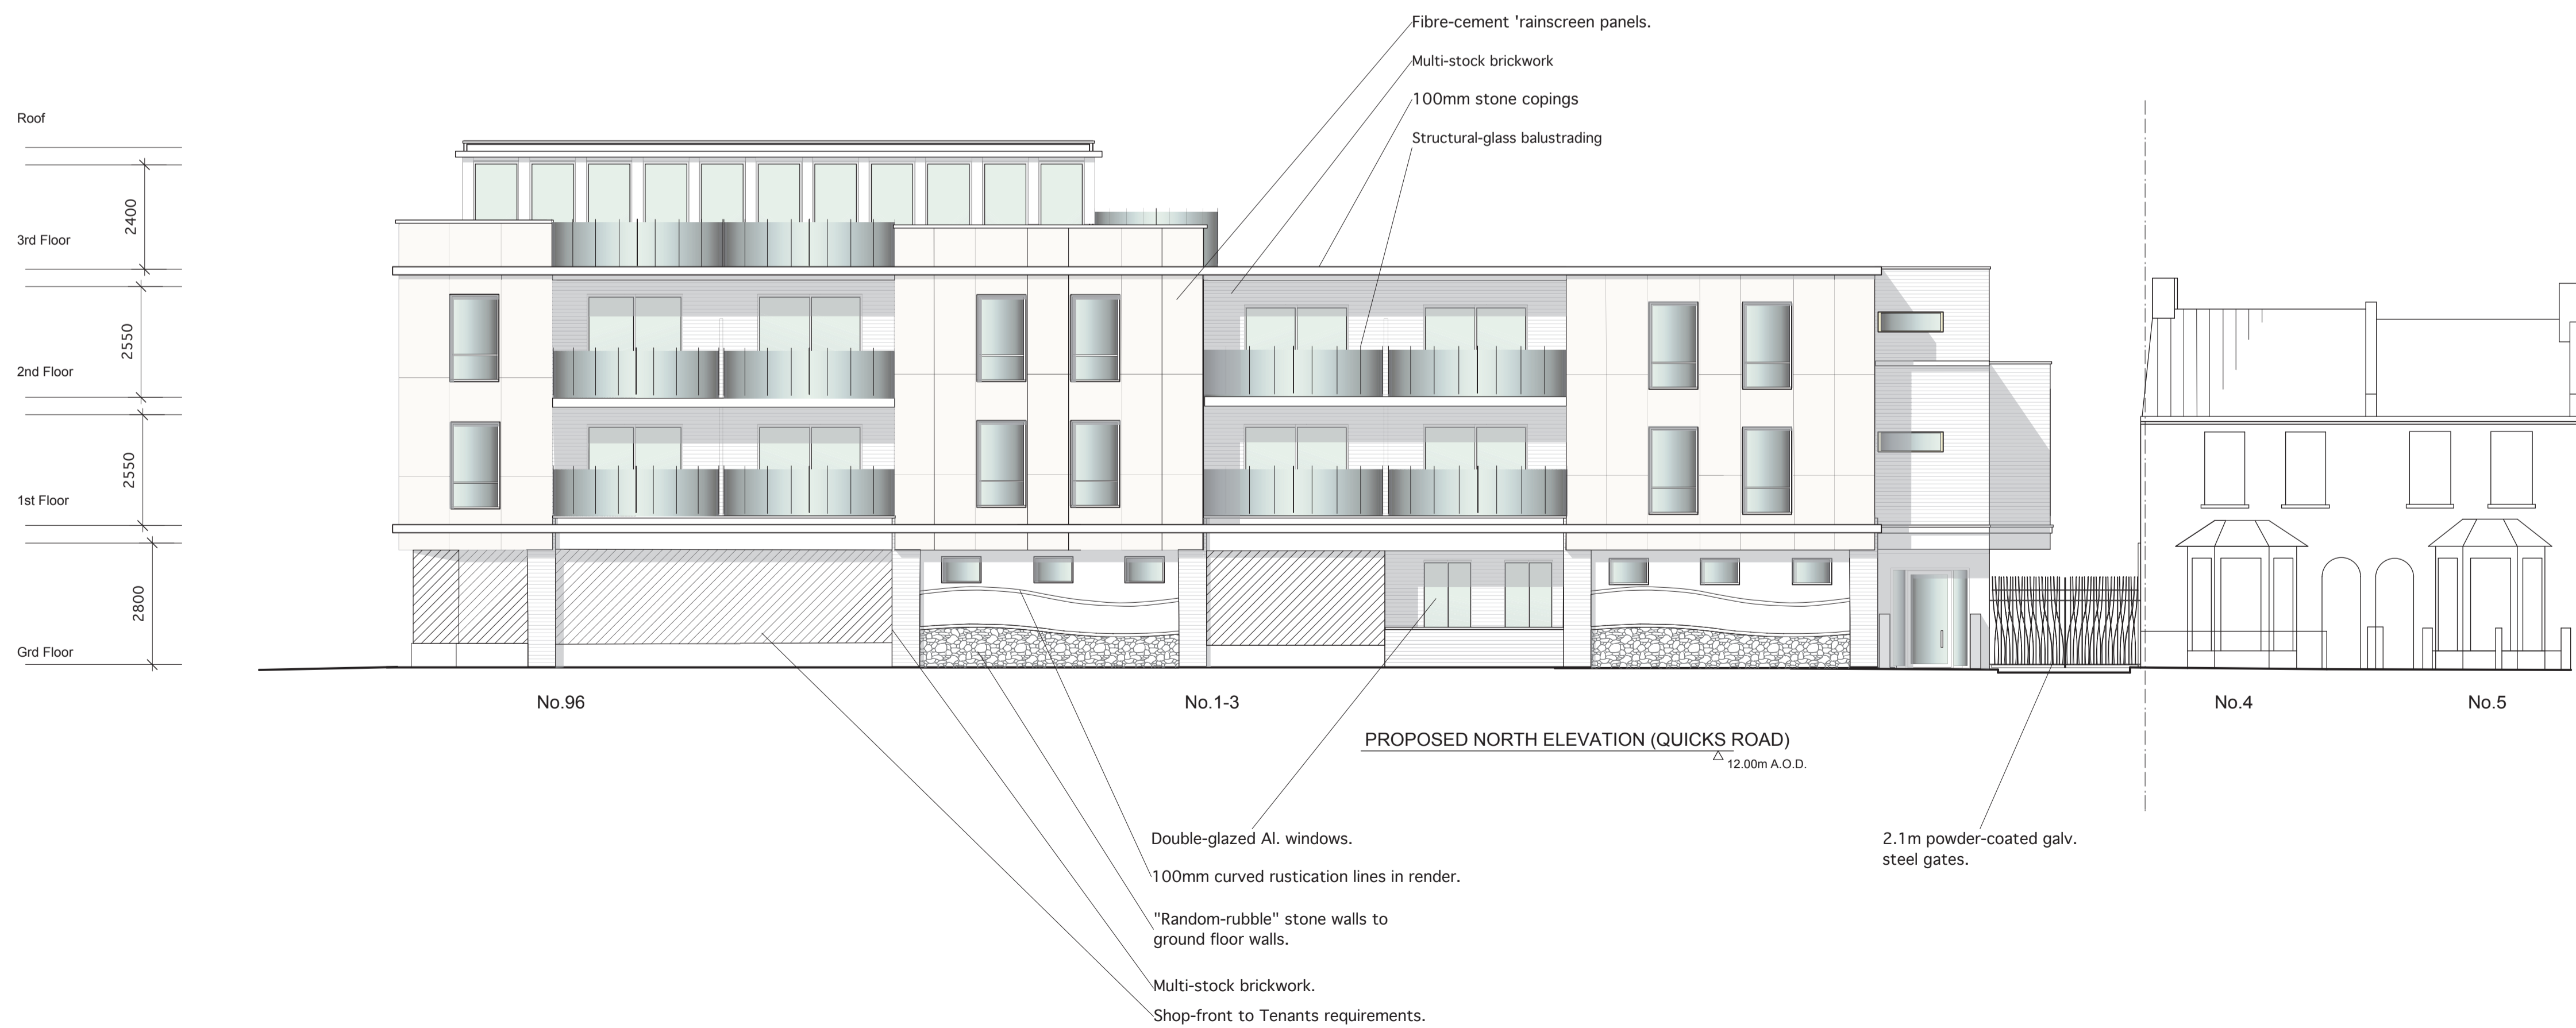 Fibre-cement 'rainscreen panels.
Multi-stock brickwork
100mm stone copings
Structural-glass balustrading
Roof
2400
3rd Floor
2550
2nd Floor
2550
1st Floor
2800
Grd Floor
No.96
No.1-3
No.4
No.5
PROPOSED NORTH ELEVATION (QUICKS ROAD)
12.00m A.O.D.
Double-glazed Al. windows.
2.1m powder-coated galv.
steel gates.
100mm curved rustication lines in render.
"Random-rubble" stone walls to
ground floor walls.
Multi-stock brickwork.
Shop-front to Tenants requirements.